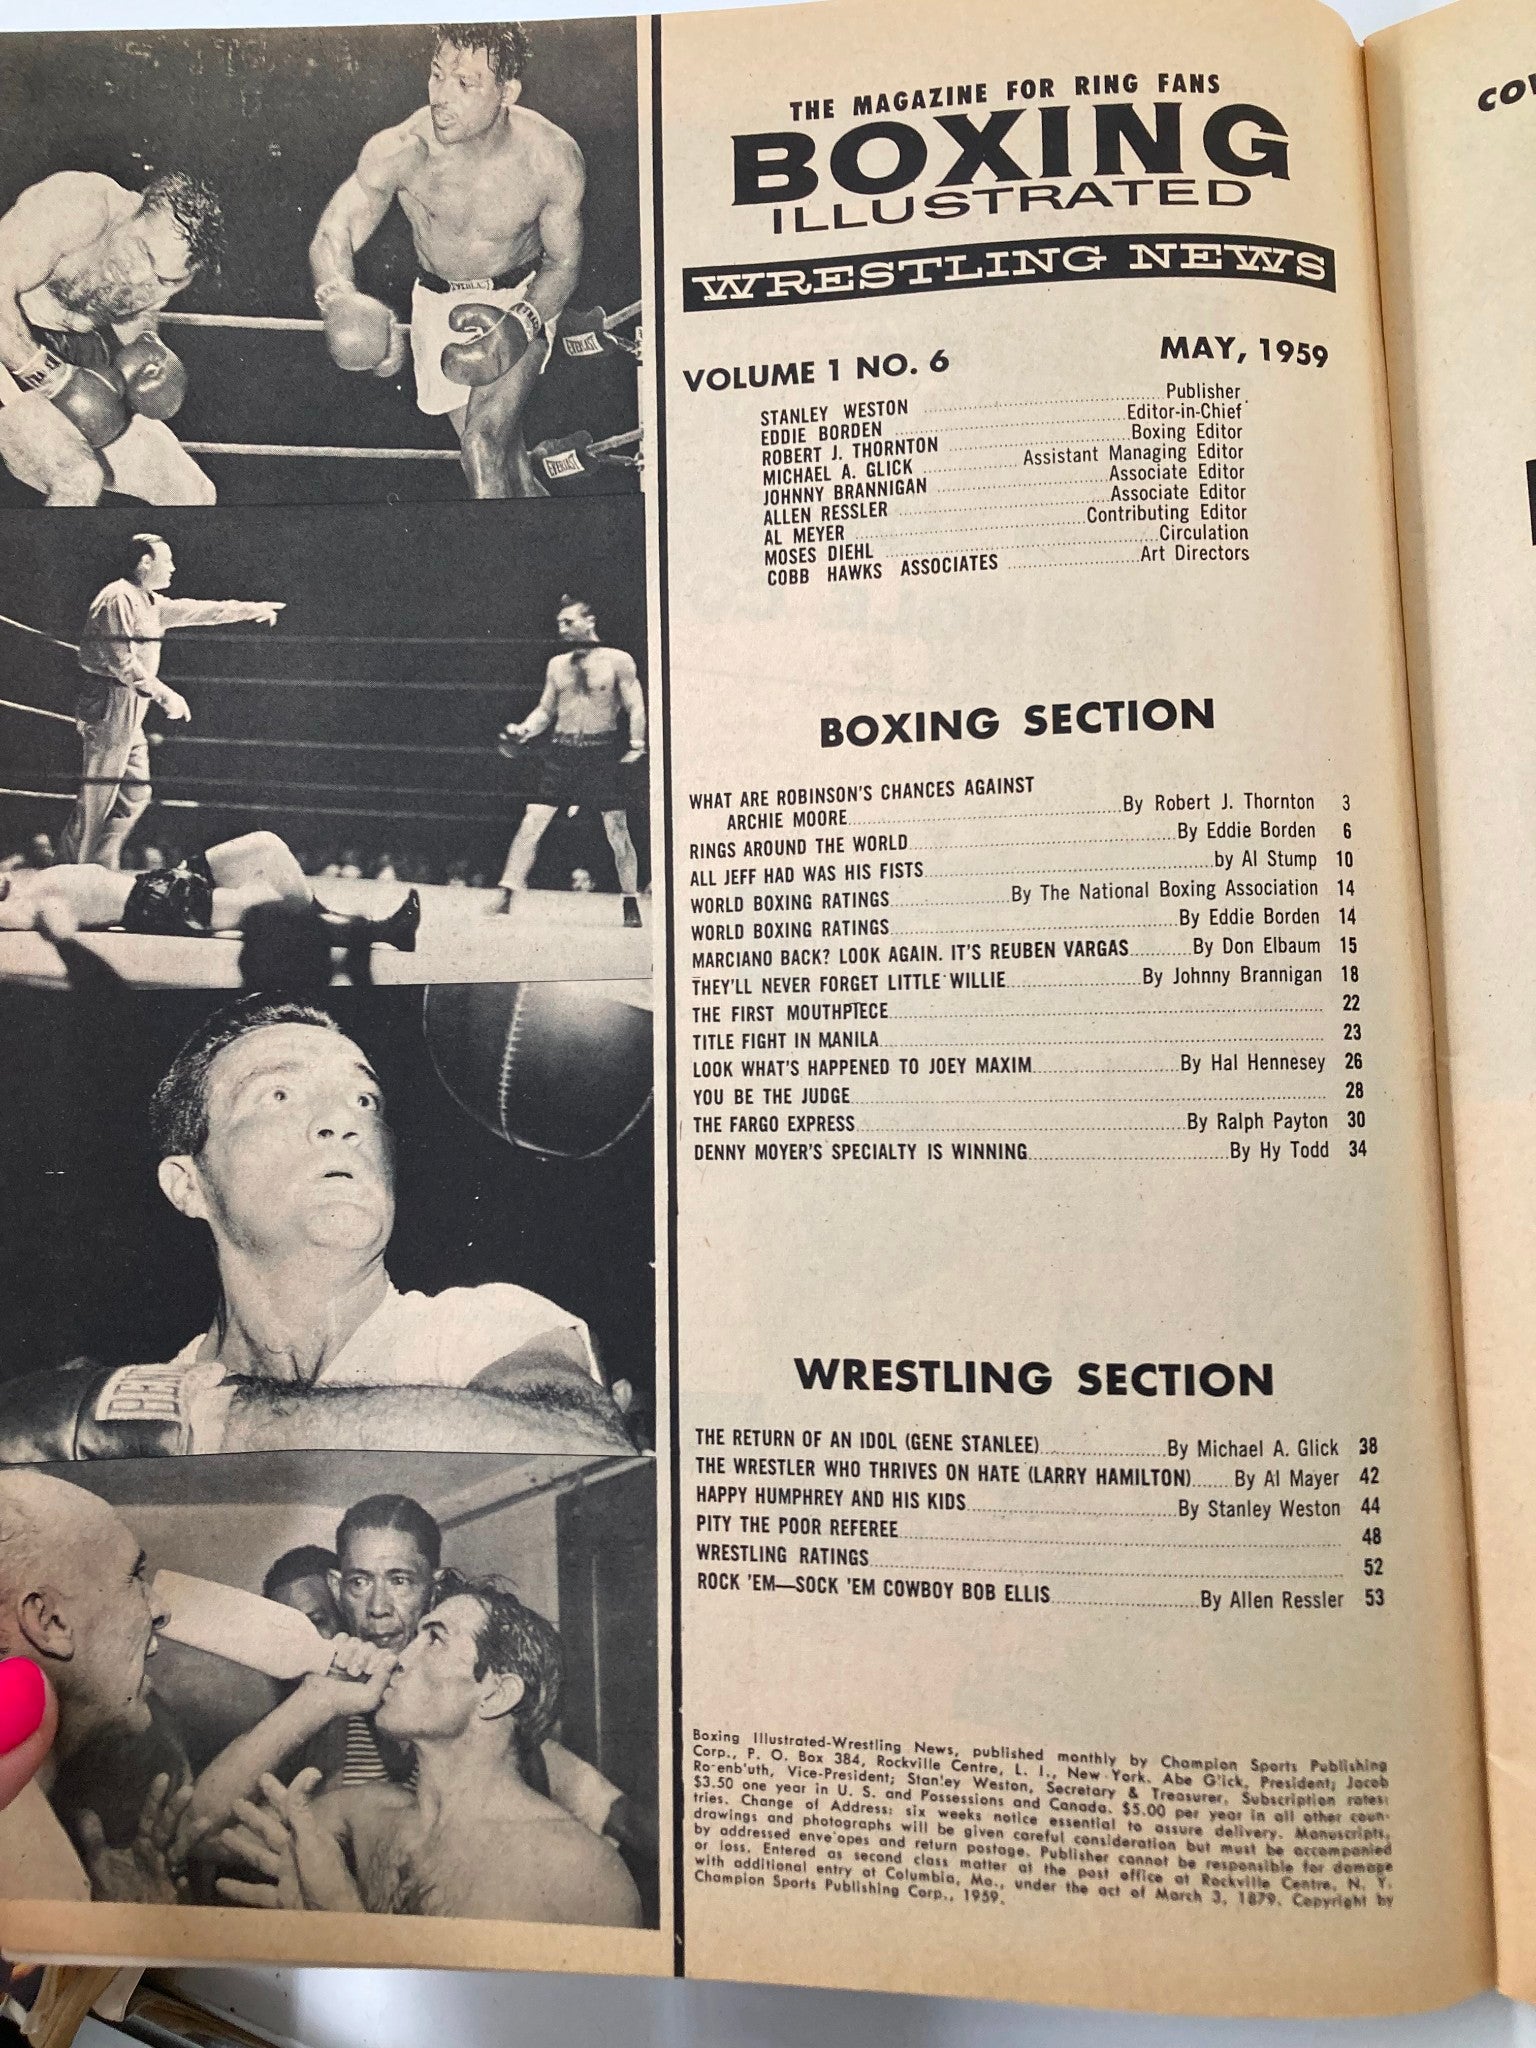 THE MAGAZINE FOR RING FANS
BOXING
ILLUSTRATED
WRESTLING NEWS
VOLUME 1 NO. 6 MAY, 1959
STANLEY WESTON Publisher
EDDIE BORDEN Editor-in-Chief
ROBERT J. THORNTON Boxing Editor
MICHAEL A. GLICK Assistant Managing Editor
JOHNNY BRANNIGAN Associate Editor
ALLEN RESSLER Associate Editor
AL MEYER Contributing Editor
MOSES DIEHL Circulation
COBB HAWKS ASSOCIATES Art Directors
BOXING SECTION
WHAT ARE ROBINSON'S CHANCES AGAINST
ARCHIE MOORE By Robert J. Thornton 3
RINGS AROUND THE WORLD By Eddie Borden 6
ALL JEFF HAD WAS HIS FISTS by Al Stump 10
WORLD BOXING RATINGS By The National Boxing Association 14
WORLD BOXING RATINGS By Eddie Borden 14
MARCIANO BACK? LOOK AGAIN. IT'S REUBEN VARGAS By Don Elbaum 15
THEY'LL NEVER FORGET LITTLE WILLIE By Johnny Brannigan 18
THE FIRST MOUTHPIECE 22
TITLE FIGHT IN MANILA 23
LOOK WHAT'S HAPPENED TO JOEY MAXIM By Hal Hennesey 26
YOU BE THE JUDGE 28
THE FARGO EXPRESS By Ralph Payton 30
DENNY MOYER'S SPECIALTY IS WINNING By Hy Todd 34
WRESTLING SECTION
THE RETURN OF AN IDOL (GENE STANLEE) By Michael A. Glick 38
THE WRESTLER WHO THRIVES ON HATE (LARRY HAMILTON) By Al Mayer 42
HAPPY HUMPHREY AND HIS KIDS By Stanley Weston 44
PITY THE POOR REFEREE 48
WRESTLING RATINGS 52
ROCK 'EM—SOCK 'EM COWBOY BOB ELLIS By Allen Ressler 53
Boxing Illustrated-Wrestling News, published monthly by Champion Sports Publishing
Corp., P. O. Box 384, Rockville Centre, L. I., New York. Abe Glick, President; Jacob
Ro-enb'uth, Vice-President; Stan'ey Weston, Secretary & Treasurer. Subscription rates:
$3.50 one year in U. S. and Possessions and Canada. $5.00 per year in all other coun-
tries. Change of Address: six weeks notice essential to assure delivery. Manuscripts,
drawings and photographs will be given careful consideration but must be accompanied
by addressed enve'opes and return postage. Publisher cannot be responsible for damage
or loss. Entered as second class matter at the post office at Rockville Centre, N. Y.
with additional entry at Columbia, Mo., under the act of March 3, 1879. Copyright by
Champion Sports Publishing Corp., 1959.
EVERLAST
EVERLAST